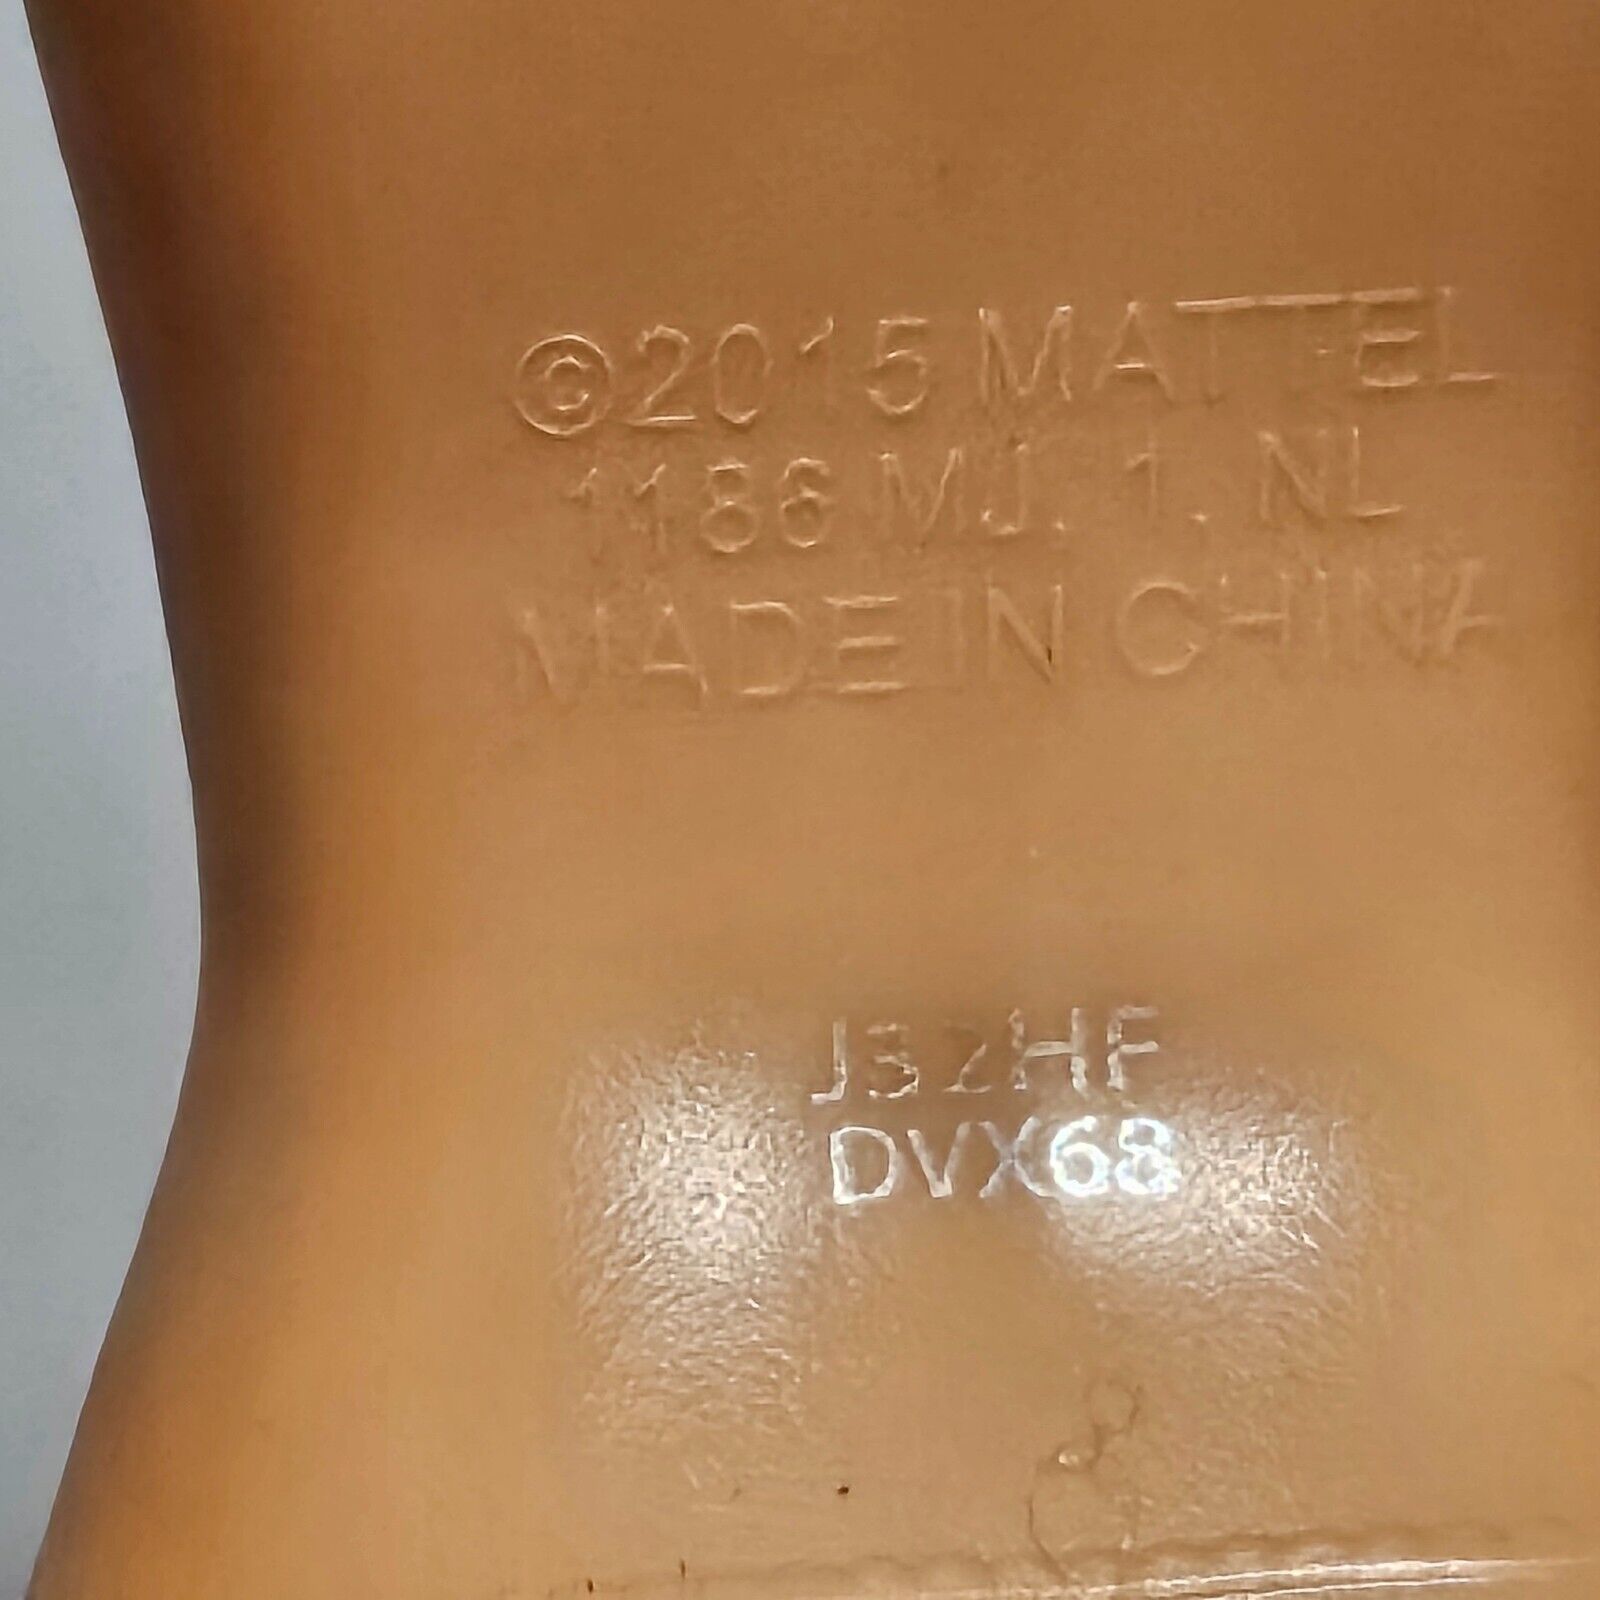 ©2015 MATTEL
1186 MJ. 1. NL
MADE IN CHINA
J32HF
DVX68